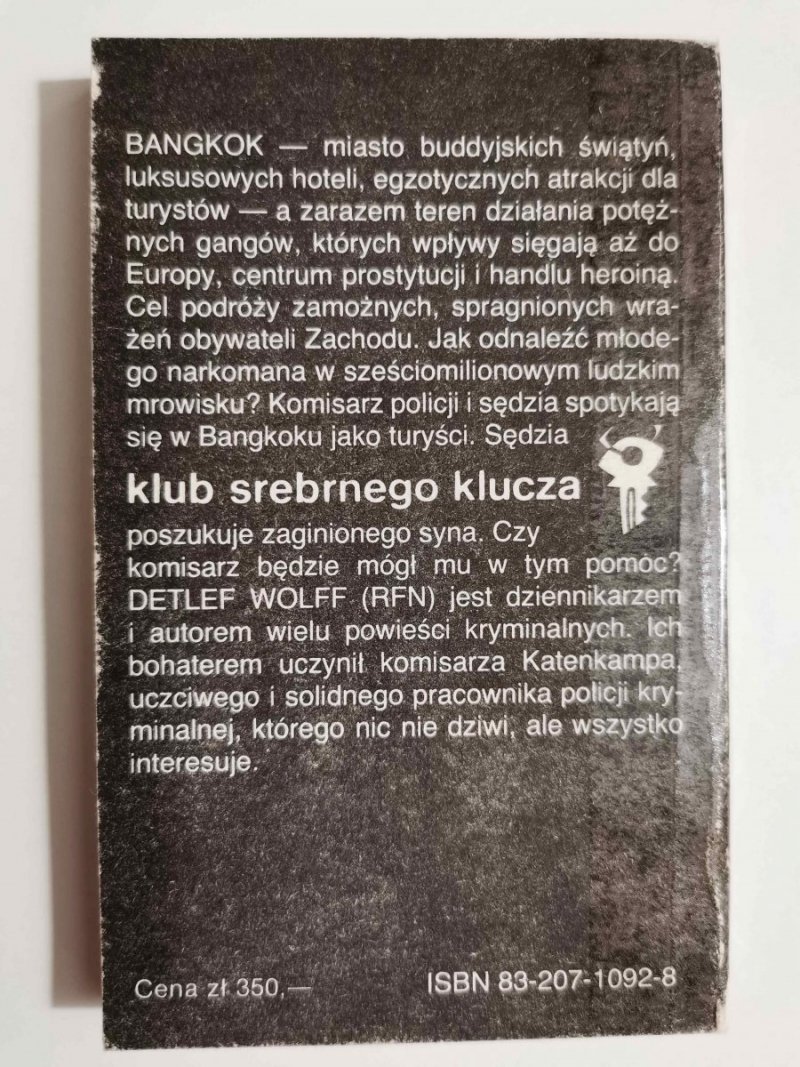 BANGKOK — miasto buddyjskich świątyń,
luksusowych hoteli, egzotycznych atrakcji dla
turystów — a zarazem teren działania potęż-
nych gangów, których wpływy sięgają aż do
Europy, centrum prostytucji i handlu heroiną.
Cel podróży zamożnych, spragnionych wra-
żeń obywateli Zachodu. Jak odnaleźć młode-
go narkomana w sześciomilionowym ludzkim
mrowisku? Komisarz policji i sędzia spotykają
się w Bangkoku jako turyści. Sędzia
klub srebrnego klucza
poszukuje zaginionego syna. Czy
komisarz będzie mógł mu w tym pomóc?
DETLEF WOLFF (RFN) jest dziennikarzem
i autorem wielu powieści kryminalnych. Ich
bohaterem uczynił komisarza Katenkampa,
uczciwego i solidnego pracownika policji kry-
minalnej, którego nic nie dziwi, ale wszystko
interesuje.
Cena zł 350,—
ISBN 83-207-1092-8